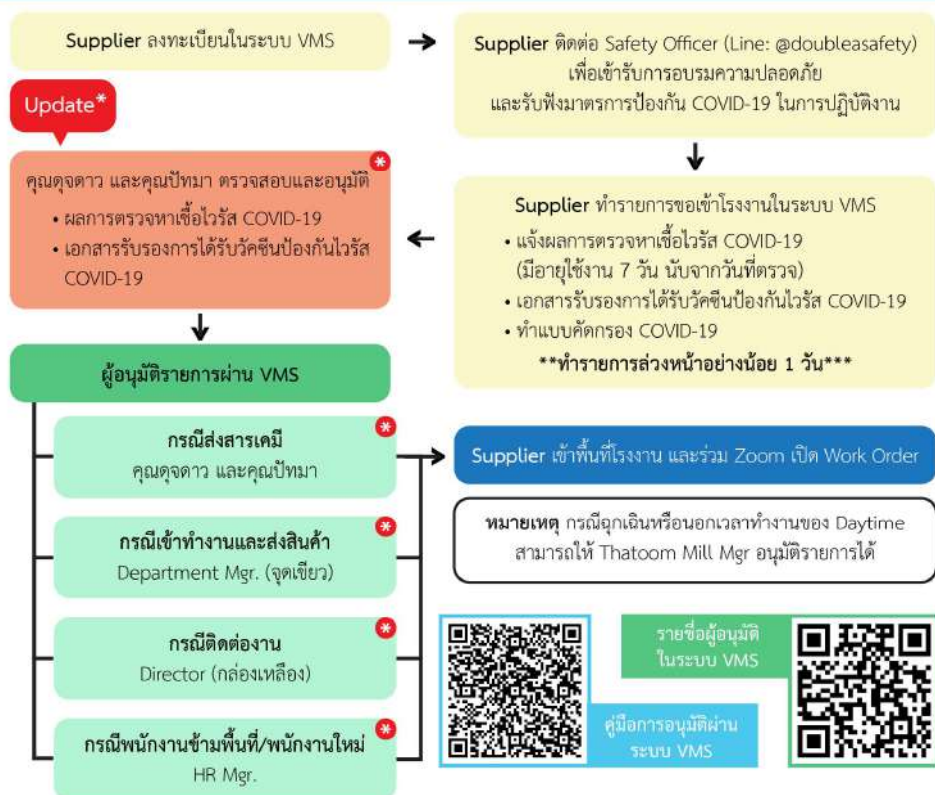 Supplier ลงทะเบียนในระบบ VMS
Supplier ติดต่อ Safety Officer (Line: @doubleasafety)
เพื่อเข้ารับการอบรมความปลอดภัย
และรับฟังมาตรการป้องกัน COVID-19 ในการปฏิบัติงาน
Update*
คุณดุจดาว และคุณปัทมา ตรวจสอบและอนุมัติ
• ผลการตรวจหาเชื้อไวรัส COVID-19
• เอกสารรับรองการได้รับวัคซีนป้องกันไวรัส
COVID-19
Supplier ทำรายการขอเข้าโรงงานในระบบ VMS
• แจ้งผลการตรวจหาเชื้อไวรัส COVID-19
(มีอายุใช้งาน 7 วัน นับจากวันที่ตรวจ)
• เอกสารรับรองการได้รับวัคซีนป้องกันไวรัส COVID-19
• ทำแบบคัดกรอง COVID-19
**ทำรายการล่วงหน้าอย่างน้อย 1 วัน***
ผู้อนุมัติรายการผ่าน VMS
กรณีส่งสารเคมี
คุณดุจดาว และคุณปัทมา
กรณีเข้าทำงานและส่งสินค้า
Department Mgr. (จุดเขียว)
กรณีติดต่องาน
Director (กล่องเหลือง)
กรณีพนักงานข้ามพื้นที่/พนักงานใหม่
HR Mgr.
Supplier เข้าพื้นที่โรงงาน และร่วม Zoom เปิด Work Order
หมายเหตุ กรณีฉุกเฉินหรือนอกเวลาทำงานของ Daytime
สามารถให้ Thatoom Mill Mgr อนุมัติรายการได้
รายชื่อผู้อนุมัติ
ในระบบ VMS
คู่มือการอนุมัติผ่าน
ระบบ VMS